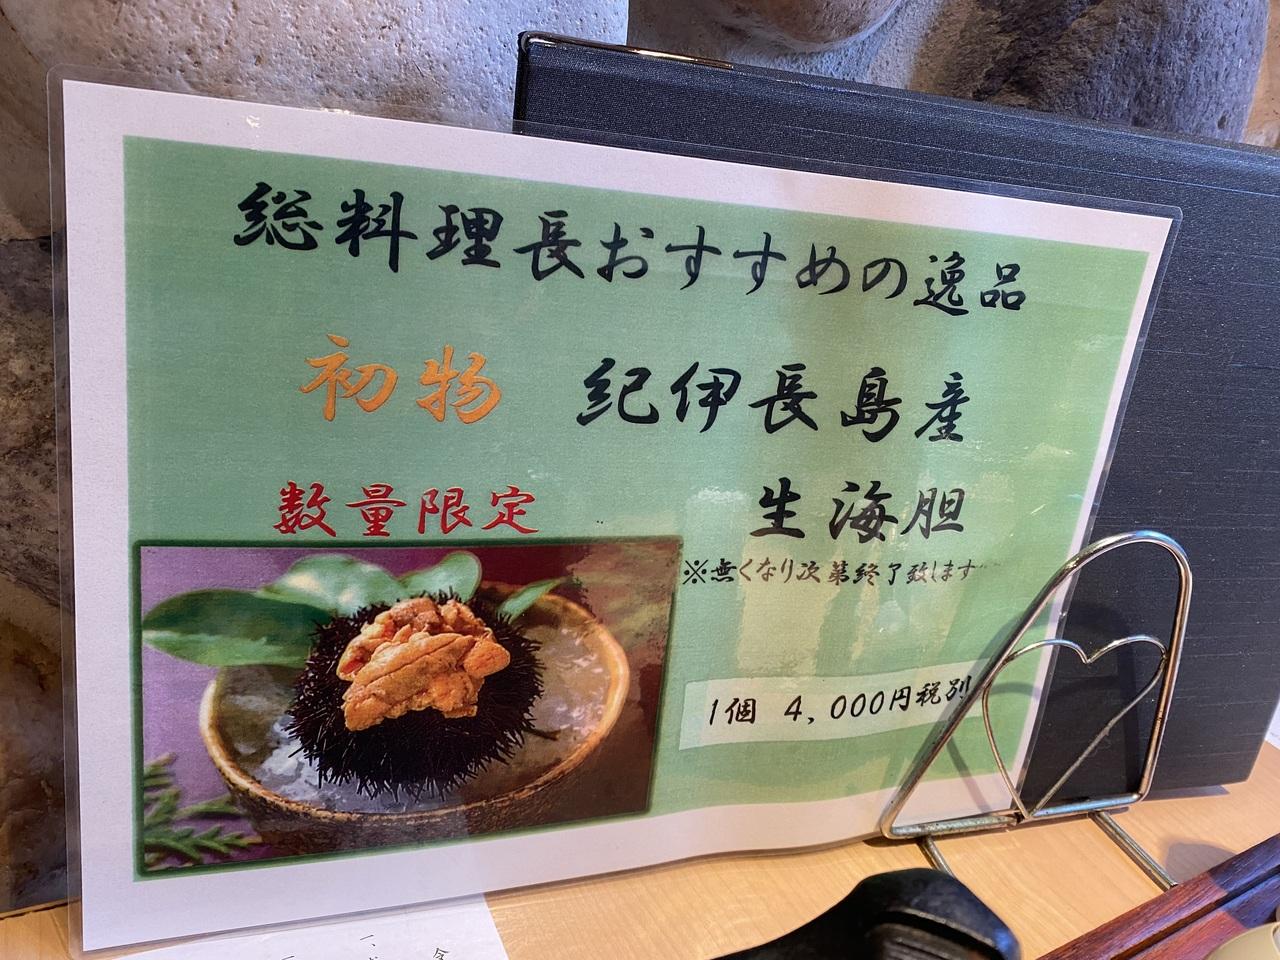 総料理長おすすめの逸品
初物 紀伊長島産
数量限定 生海胆
※無くなり次第終了致します
1個 4,000円税別